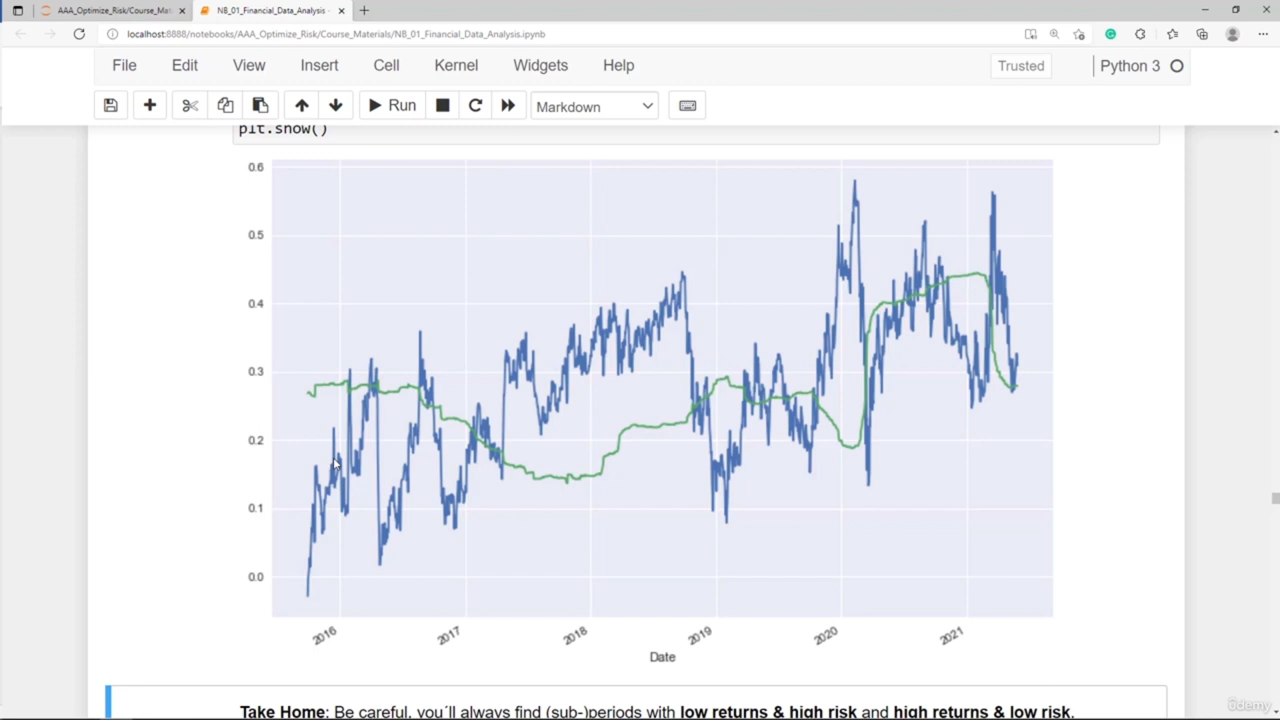 AAA_Optimize_Risk/Course_Mat
NB_01_Financial_Data_Analysis -
localhost:8888/notebooks/AAA_Optimize_Risk/Course_Materials/NB_01_Financial_Data_Analysis.ipynb
File Edit View Insert Cell Kernel Widgets Help Trusted Python 3
Run Markdown
plt.show()
0.6
0.5
0.4
0.3
0.2
0.1
0.0
2016 2017 2018 2019 2020 2021
Date
Take Home: Be careful, you´ll always find (sub-)periods with low returns & high risk and high returns & low risk.
ûdemy